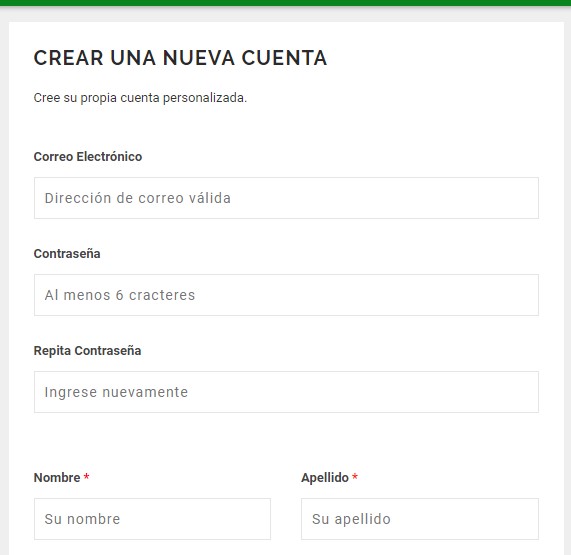 CREAR UNA NUEVA CUENTA
Cree su propia cuenta personalizada.
Correo Electrónico
Dirección de correo válida
Contraseña
Al menos 6 cracteres
Repita Contraseña
Ingrese nuevamente
Nombre * Apellido *
Su nombre Su apellido